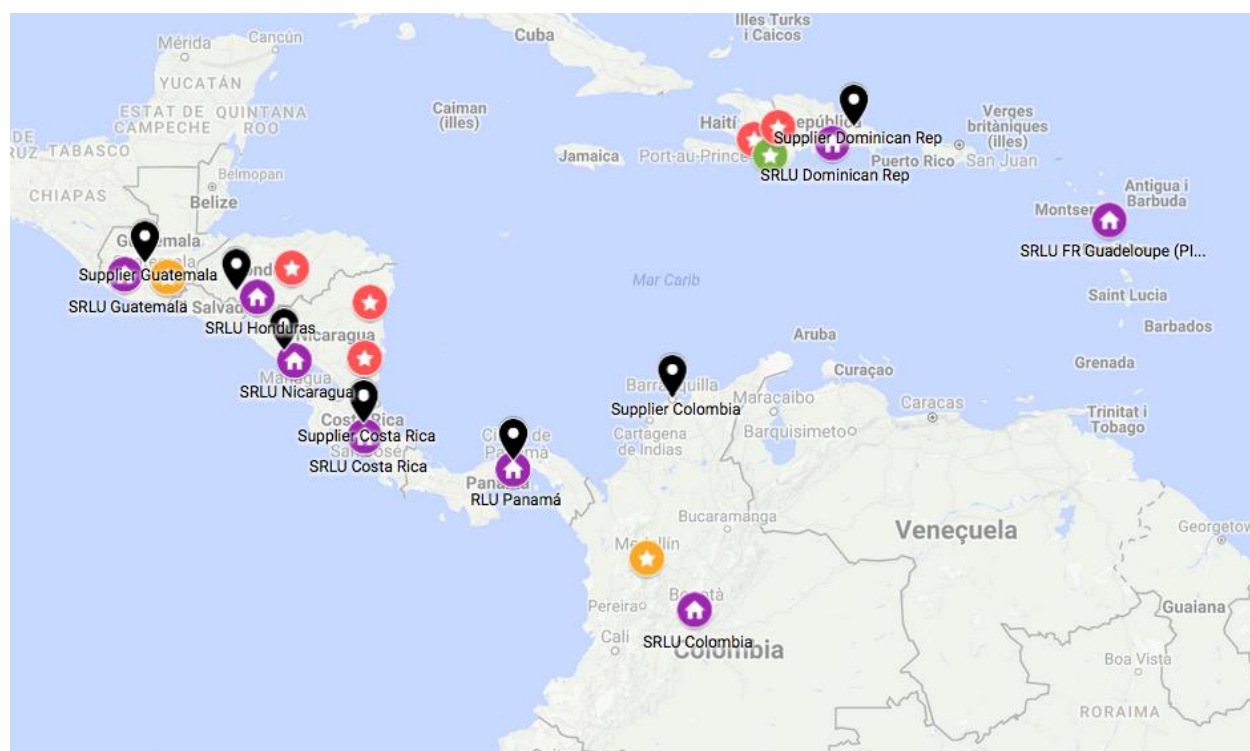 Illes Turks
i Caicos
Cuba
Mérida
Cancún
YUCATÁN
ESTAT DE
CAMPECHE
QUINTANA
ROO
TABASCO
CHIAPAS
Belmopan
Belize
Caiman
(illes)
Jamaica
Haití
Port-au-Prince
Supplier Dominican Rep
SRLU Dominican Rep
Puerto Rico
San Juan
Verges
britàniques
(illes)
Antigua i
Barbuda
SRLU FR Guadeloupe (Pl...
Saint Lucia
Barbados
Grenada
Trinitat i
Tobago
Mar Carib
Supplier Guatemala
SRLU Guatemala
SRLU Honduras
Nicaragua
SRLU Nicaragua
Supplier Costa Rica
SRLU Costa Rica
RLU Panamá
Aruba
Curaçao
Supplier Colombia
Maracaibo
Caracas
Cartagena
de Indias
Barquisimeto
Bucaramanga
Veneçuela
Pereira
Cali
SRLU Colombia
Colòmbia
Guaiana
Boa Vista
RORAIMA